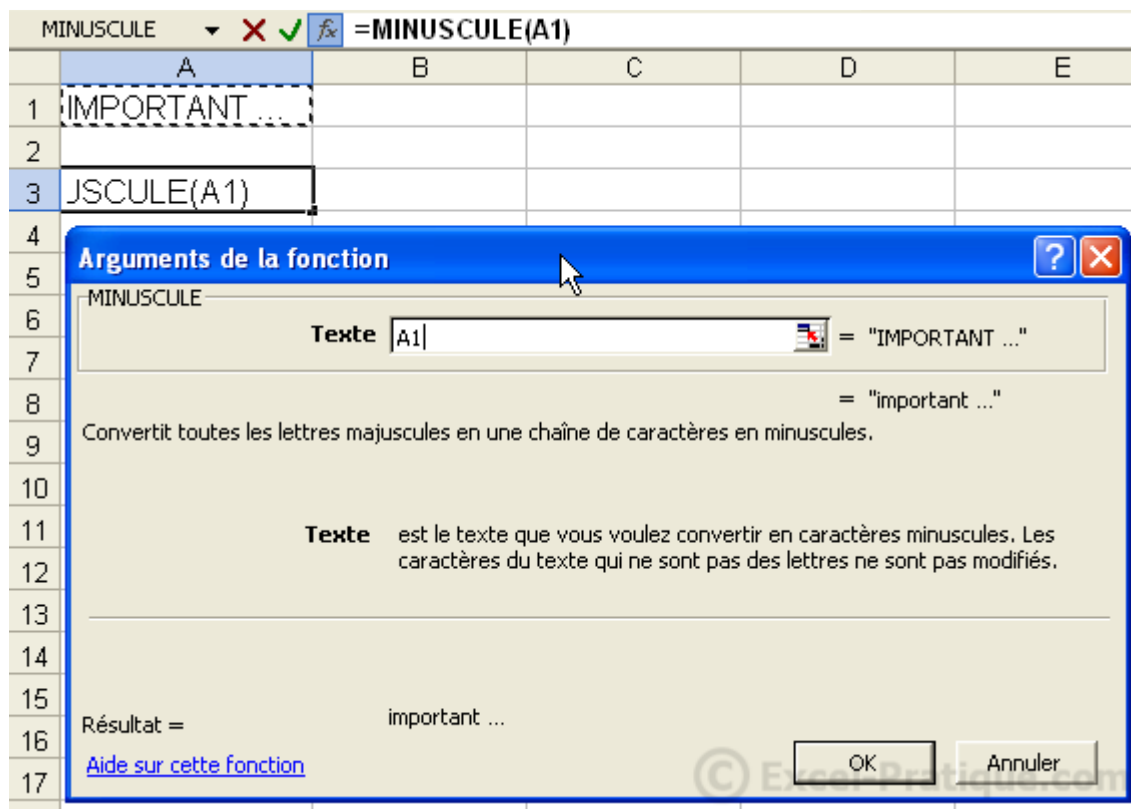 MINUSCULE fx =MINUSCULE(A1)
A B C D E
1 IMPORTANT ...
2
3 JSCULE(A1)
4
Arguments de la fonction ?
5
MINUSCULE
6
Texte A1 = "IMPORTANT ..."
7
8 = "important ..."
Convertit toutes les lettres majuscules en une chaîne de caractères en minuscules.
9
10
11 Texte est le texte que vous voulez convertir en caractères minuscules. Les
12 caractères du texte qui ne sont pas des lettres ne sont pas modifiés.
13
14
15
Résultat = important ...
16
Aide sur cette fonction OK Annuler
17 © Excel-Pratique.com